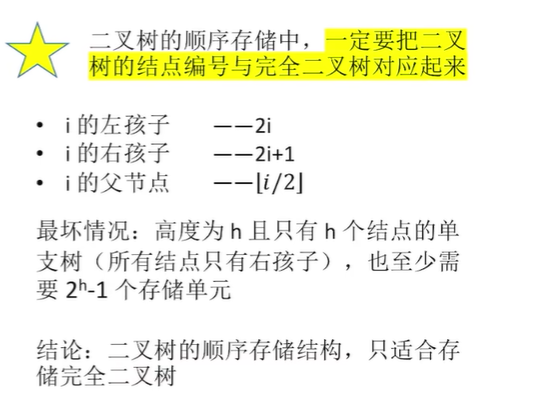 二叉树的顺序存储中，一定要把二叉
树的结点编号与完全二叉树对应起来
• i 的左孩子 ——2i
• i 的右孩子 ——2i+1
• i 的父节点 ——⌊i/2⌋
最坏情况：高度为 h 且只有 h 个结点的单
支树（所有结点只有右孩子），也至少需
要 2ʰ-1 个存储单元
结论：二叉树的顺序存储结构，只适合存
储完全二叉树